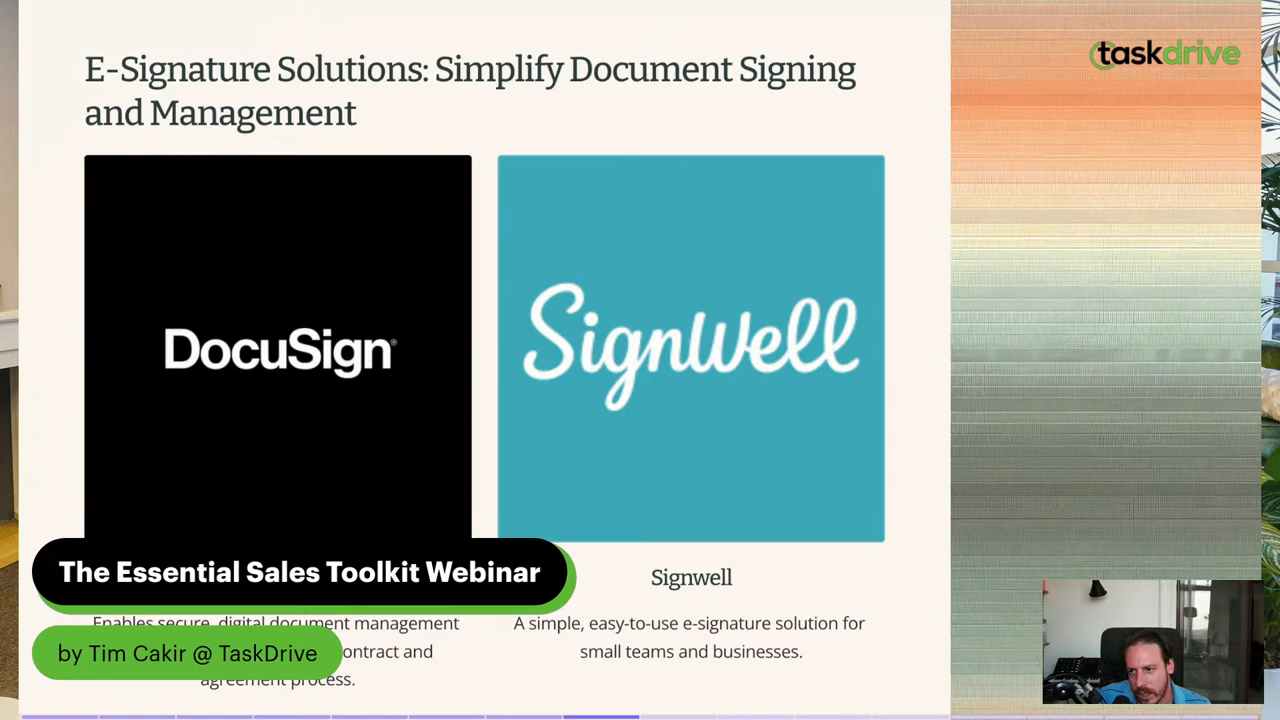 E-Signature Solutions: Simplify Document Signing
and Management
taskdrive
DocuSign®
SignWell
The Essential Sales Toolkit Webinar
Signwell
Enables secure, digital document management
contract and
agreement process.
A simple, easy-to-use e-signature solution for
small teams and businesses.
by Tim Cakir @ TaskDrive